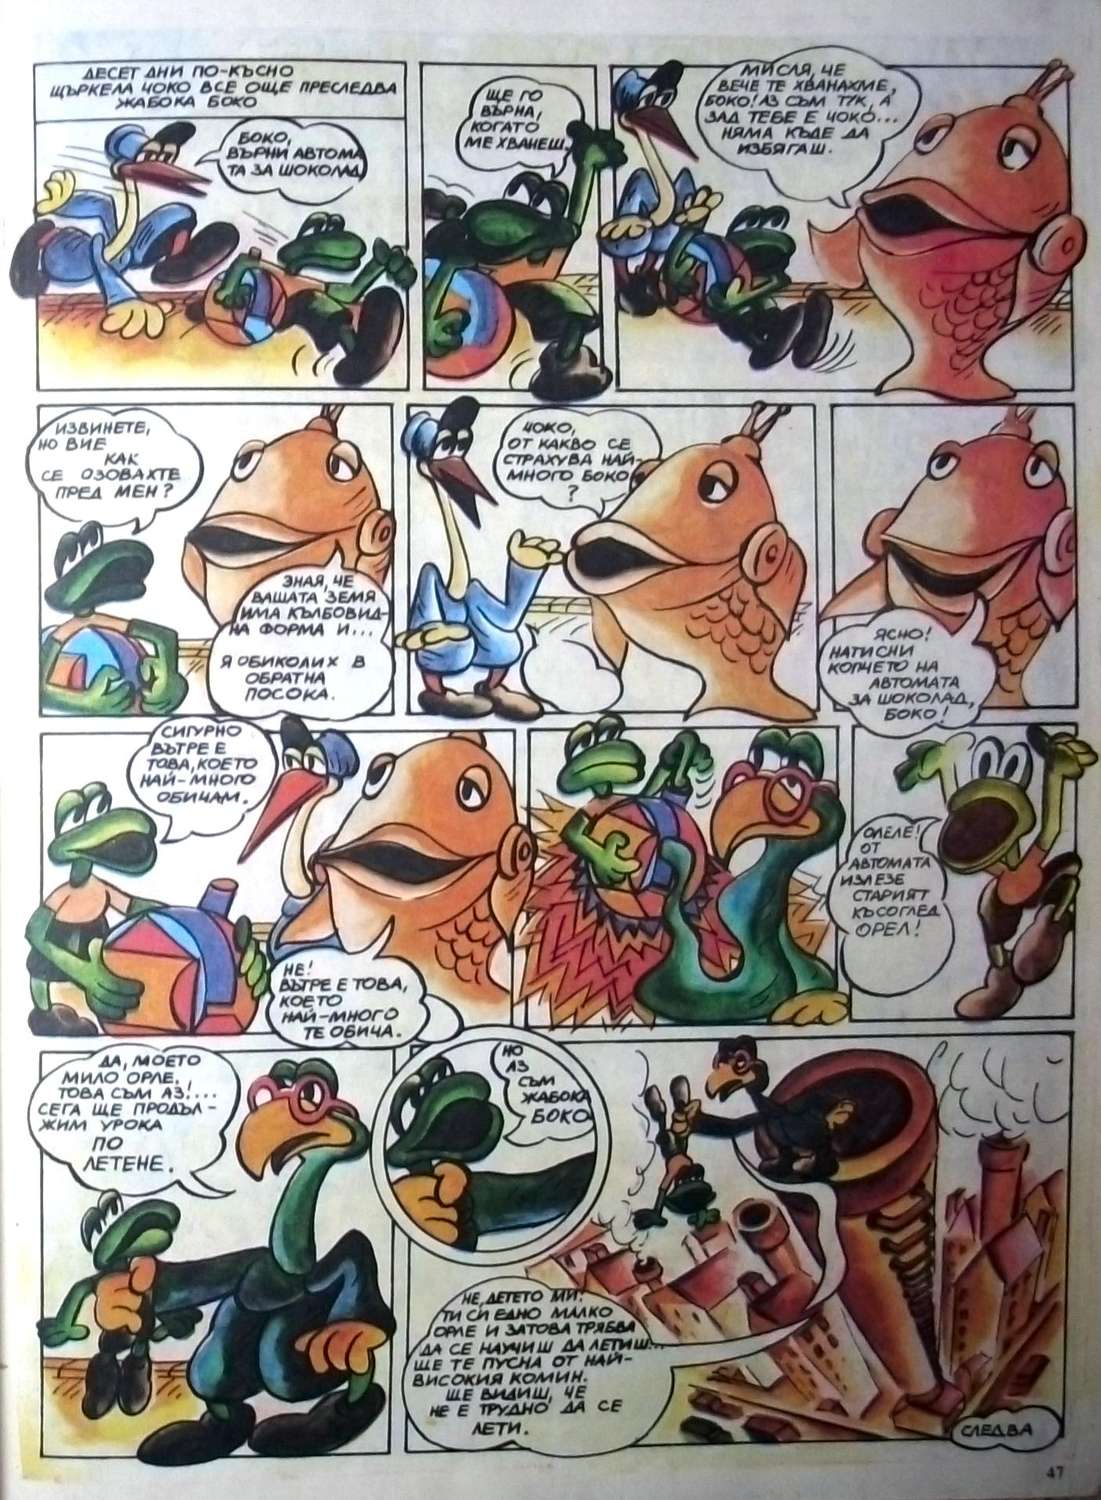 ДЕСЕТ ДНИ ПО-КЪСНО
ЩЪРКЕЛА ЧОКО ВСЕ ОЩЕ ПРЕСЛЕДВА
ЖАБОКА БОКО
БОКО,
ВЪРНИ АВТОМА
ТА ЗА ШОКОЛАД
ЩЕ ГО
ВЪРНА,
КОГАТО
МЕ ХВАНЕШ.
МИСЛЯ, ЧЕ
ВЕЧЕ ТЕ ХВАНАХМЕ,
БОКО! АЗ СЪМ ТУК, А
ЗАД ТЕБЕ Е ЧОКО...
НЯМА КЪДЕ ДА
ИЗБЯГАШ.
ИЗВИНЕТЕ,
НО ВИЕ
КАК
СЕ ОЗОВАХТЕ
ПРЕД МЕН?
ЗНАЯ, ЧЕ
ВАШАТА ЗЕМЯ
ИМА КЪЛБОВИД-
НА ФОРМА И...
Я ОБИКОЛИХ В
ОБРАТНА
ПОСОКА.
ЧОКО,
ОТ КАКВО СЕ
СТРАХУВА НАЙ-
МНОГО БОКО
?
ЯСНО!
НАТИСНИ
КОПЧЕТО НА
АВТОМАТА
ЗА ШОКОЛАД,
БОКО!
СИГУРНО
ВЪТРЕ Е
ТОВА, КОЕТО
НАЙ-МНОГО
ОБИЧАМ.
НЕ!
ВЪТРЕ Е ТОВА,
КОЕТО
НАЙ-МНОГО
ТЕ ОБИЧА.
ОЛЕЛЕ!
ОТ
АВТОМАТА
ИЗЛЕЗЕ
СТАРИЯТ
КЪСОГЛЕД
ОРЕЛ!
ДА, МОЕТО
МИЛО ОРЛЕ,
ТОВА СЪМ АЗ!...
СЕГА ЩЕ ПРОДЪЛ-
ЖИМ УРОКА
ПО
ЛЕТЕНЕ.
НО
АЗ
СЪМ
ЖАБОКА
БОКО
НЕ, ДЕТЕТО МИ!
ТИ СИ ЕДНО МАЛКО
ОРЛЕ И ЗАТОВА ТРЯБВА
ДА СЕ НАУЧИШ ДА ЛЕТИШ...
ЩЕ ТЕ ПУСНА ОТ НАЙ-
ВИСОКИЯ КОМИН.
ЩЕ ВИДИШ, ЧЕ
НЕ Е ТРУДНО ДА СЕ
ЛЕТИ.
СЛЕДВА
47